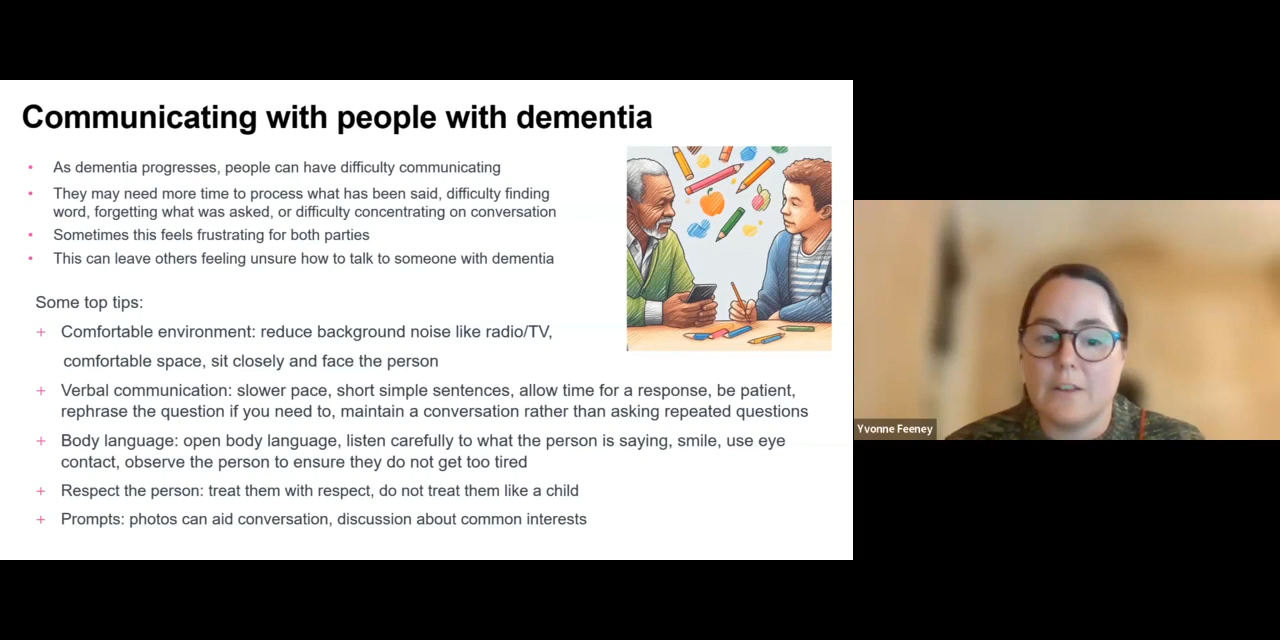 Communicating with people with dementia
• As dementia progresses, people can have difficulty communicating
• They may need more time to process what has been said, difficulty finding
word, forgetting what was asked, or difficulty concentrating on conversation
• Sometimes this feels frustrating for both parties
• This can leave others feeling unsure how to talk to someone with dementia
Some top tips:
+ Comfortable environment: reduce background noise like radio/TV,
comfortable space, sit closely and face the person
+ Verbal communication: slower pace, short simple sentences, allow time for a response, be patient,
rephrase the question if you need to, maintain a conversation rather than asking repeated questions
+ Body language: open body language, listen carefully to what the person is saying, smile, use eye
contact, observe the person to ensure they do not get too tired
+ Respect the person: treat them with respect, do not treat them like a child
+ Prompts: photos can aid conversation, discussion about common interests
Yvonne Feeney